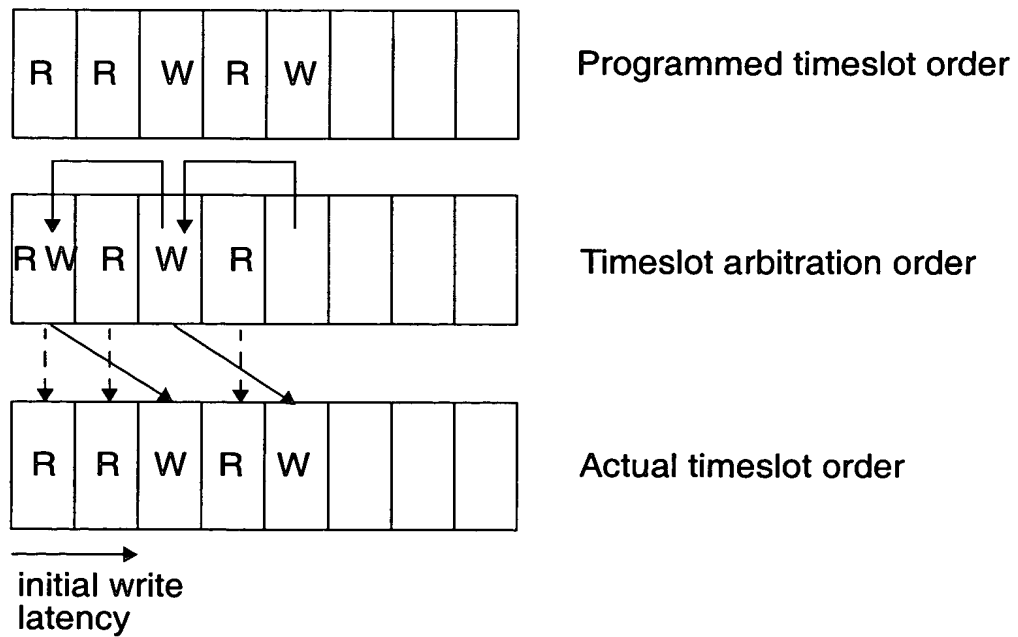 R R W R W
Programmed timeslot order
R W R W R
Timeslot arbitration order
R R W R W
Actual timeslot order
initial write
latency